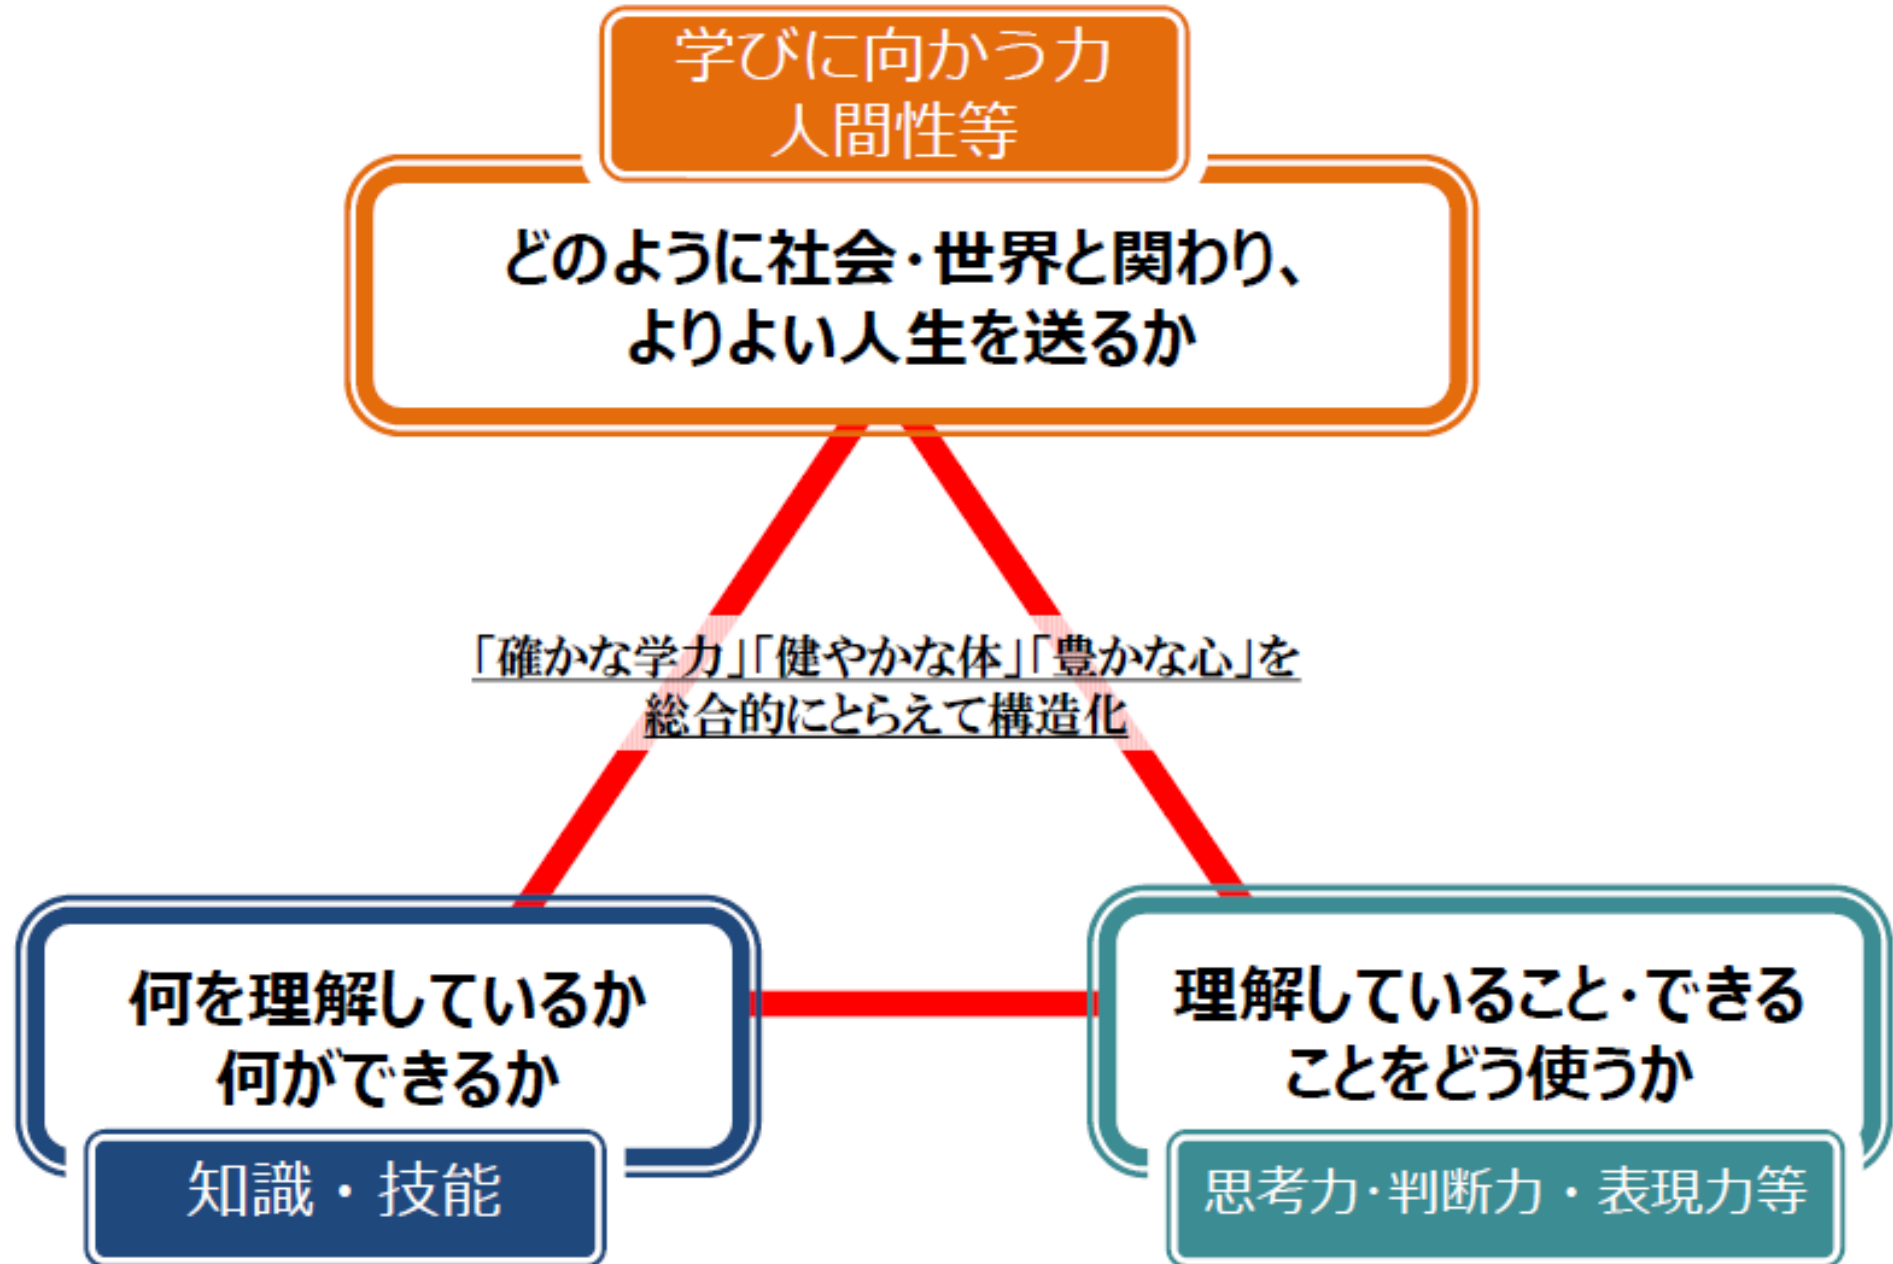 学びに向かう力
人間性等
どのように社会・世界と関わり、
よりよい人生を送るか
「確かな学力」「健やかな体」「豊かな心」を
総合的にとらえて構造化
何を理解しているか
何ができるか
知識・技能
理解していること・できる
ことをどう使うか
思考力・判断力・表現力等